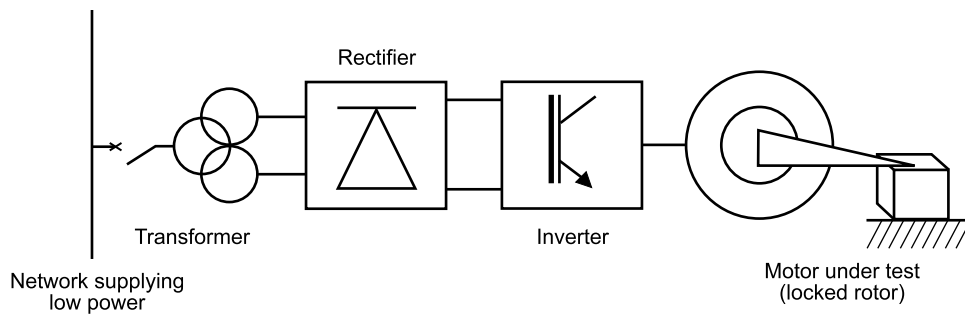 Rectifier
Transformer
Inverter
Network supplying
low power
Motor under test
(locked rotor)